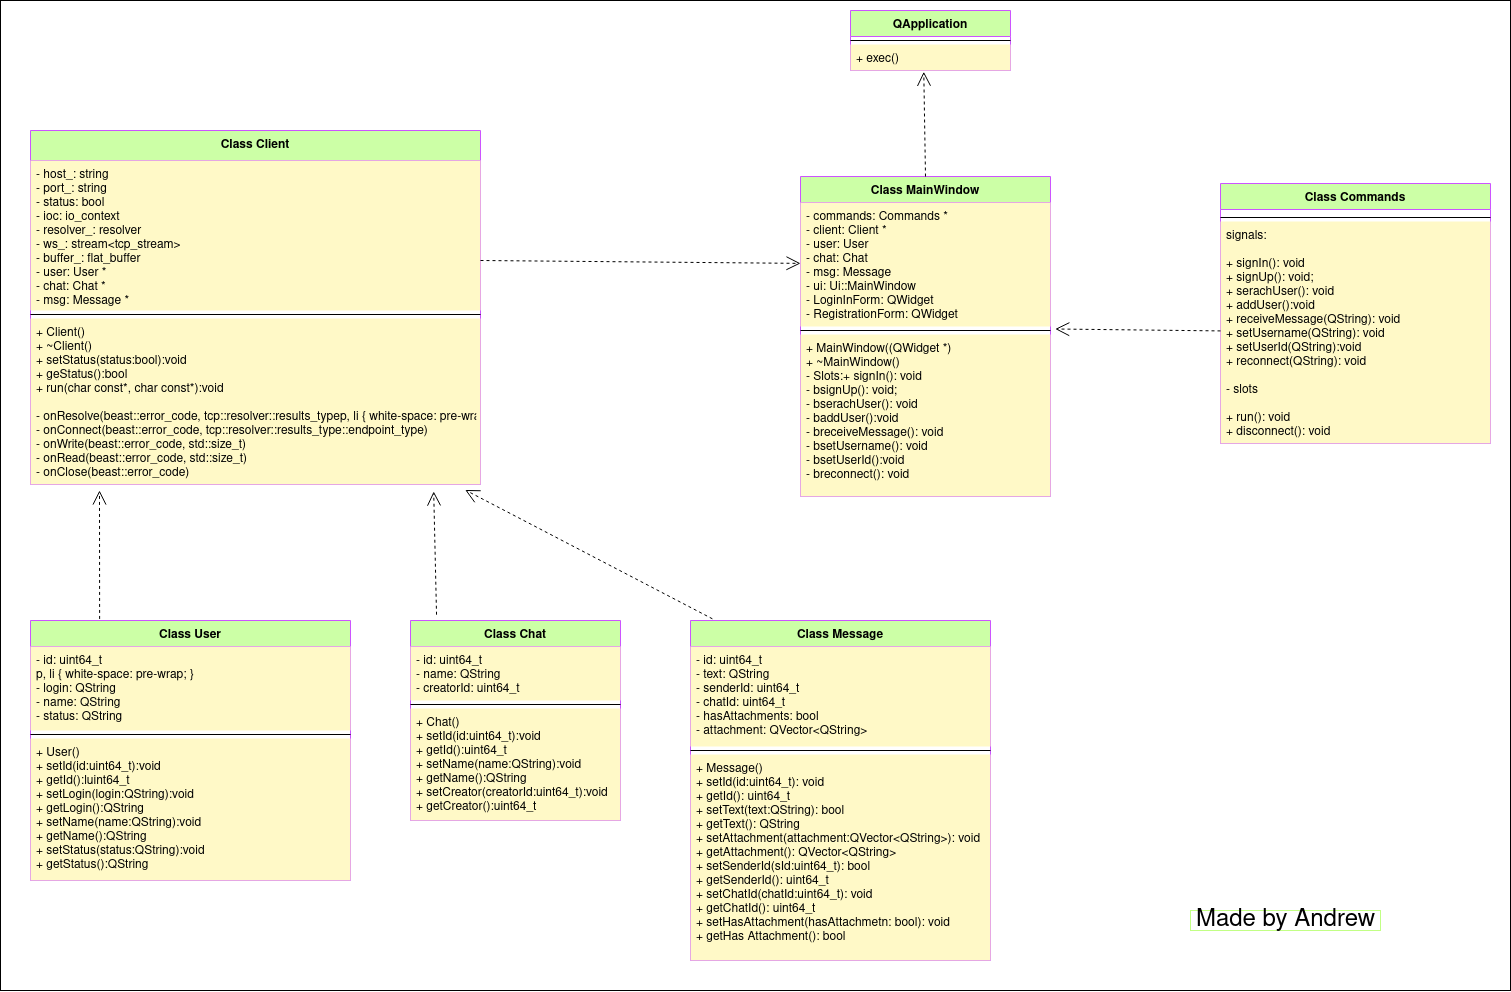 QApplication
+ exec()
Class Client
- host_: string
- port_: string
- status: bool
- ioc: io_context
- resolver_: resolver
- ws_: stream<tcp_stream>
- buffer_: flat_buffer
- user: User *
- chat: Chat *
- msg: Message *
+ Client()
+ ~Client()
+ setStatus(status:bool):void
+ geStatus():bool
+ run(char const*, char const*):void
- onResolve(beast::error_code, tcp::resolver::results_typep, li { white-space: pre-wra
- onConnect(beast::error_code, tcp::resolver::results_type::endpoint_type)
- onWrite(beast::error_code, std::size_t)
- onRead(beast::error_code, std::size_t)
- onClose(beast::error_code)
Class MainWindow
- commands: Commands *
- client: Client *
- user: User
- chat: Chat
- msg: Message
- ui: Ui::MainWindow
- LoginInForm: QWidget
- RegistrationForm: QWidget
+ MainWindow((QWidget *)
+ ~MainWindow()
- Slots:+ signIn(): void
- bsignUp(): void;
- bserachUser(): void
- baddUser():void
- breceiveMessage(): void
- bsetUsername(): void
- bsetUserId():void
- breconnect(): void
Class Commands
signals:
+ signIn(): void
+ signUp(): void;
+ serachUser(): void
+ addUser():void
+ receiveMessage(QString): void
+ setUsername(QString): void
+ setUserId(QString):void
+ reconnect(QString): void
- slots
+ run(): void
+ disconnect(): void
Class User
- id: uint64_t
p, li { white-space: pre-wrap; }
- login: QString
- name: QString
- status: QString
+ User()
+ setId(id:uint64_t):void
+ getId():luint64_t
+ setLogin(login:QString):void
+ getLogin():QString
+ setName(name:QString):void
+ getName():QString
+ setStatus(status:QString):void
+ getStatus():QString
Class Chat
- id: uint64_t
- name: QString
- creatorId: uint64_t
+ Chat()
+ setId(id:uint64_t):void
+ getId():uint64_t
+ setName(name:QString):void
+ getName():QString
+ setCreator(creatorId:uint64_t):void
+ getCreator():uint64_t
Class Message
- id: uint64_t
- text: QString
- senderId: uint64_t
- chatId: uint64_t
- hasAttachments: bool
- attachment: QVector<QString>
+ Message()
+ setId(id:uint64_t): void
+ getId(): uint64_t
+ setText(text:QString): bool
+ getText(): QString
+ setAttachment(attachment:QVector<QString>): void
+ getAttachment(): QVector<QString>
+ setSenderId(sId:uint64_t): bool
+ getSenderId(): uint64_t
+ setChatId(chatId:uint64_t): void
+ getChatId(): uint64_t
+ setHasAttachment(hasAttachmetn: bool): void
+ getHas Attachment(): bool
Made by Andrew